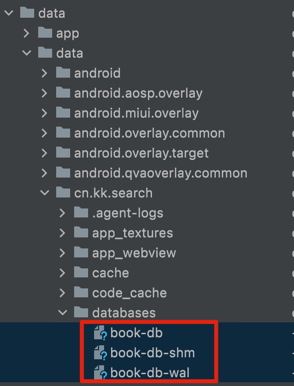 data
app
data
android
android.aosp.overlay
android.miui.overlay
android.overlay.common
android.overlay.target
android.qvaoverlay.common
cn.kk.search
.agent-logs
app_textures
app_webview
cache
code_cache
databases
book-db
book-db-shm
book-db-wal